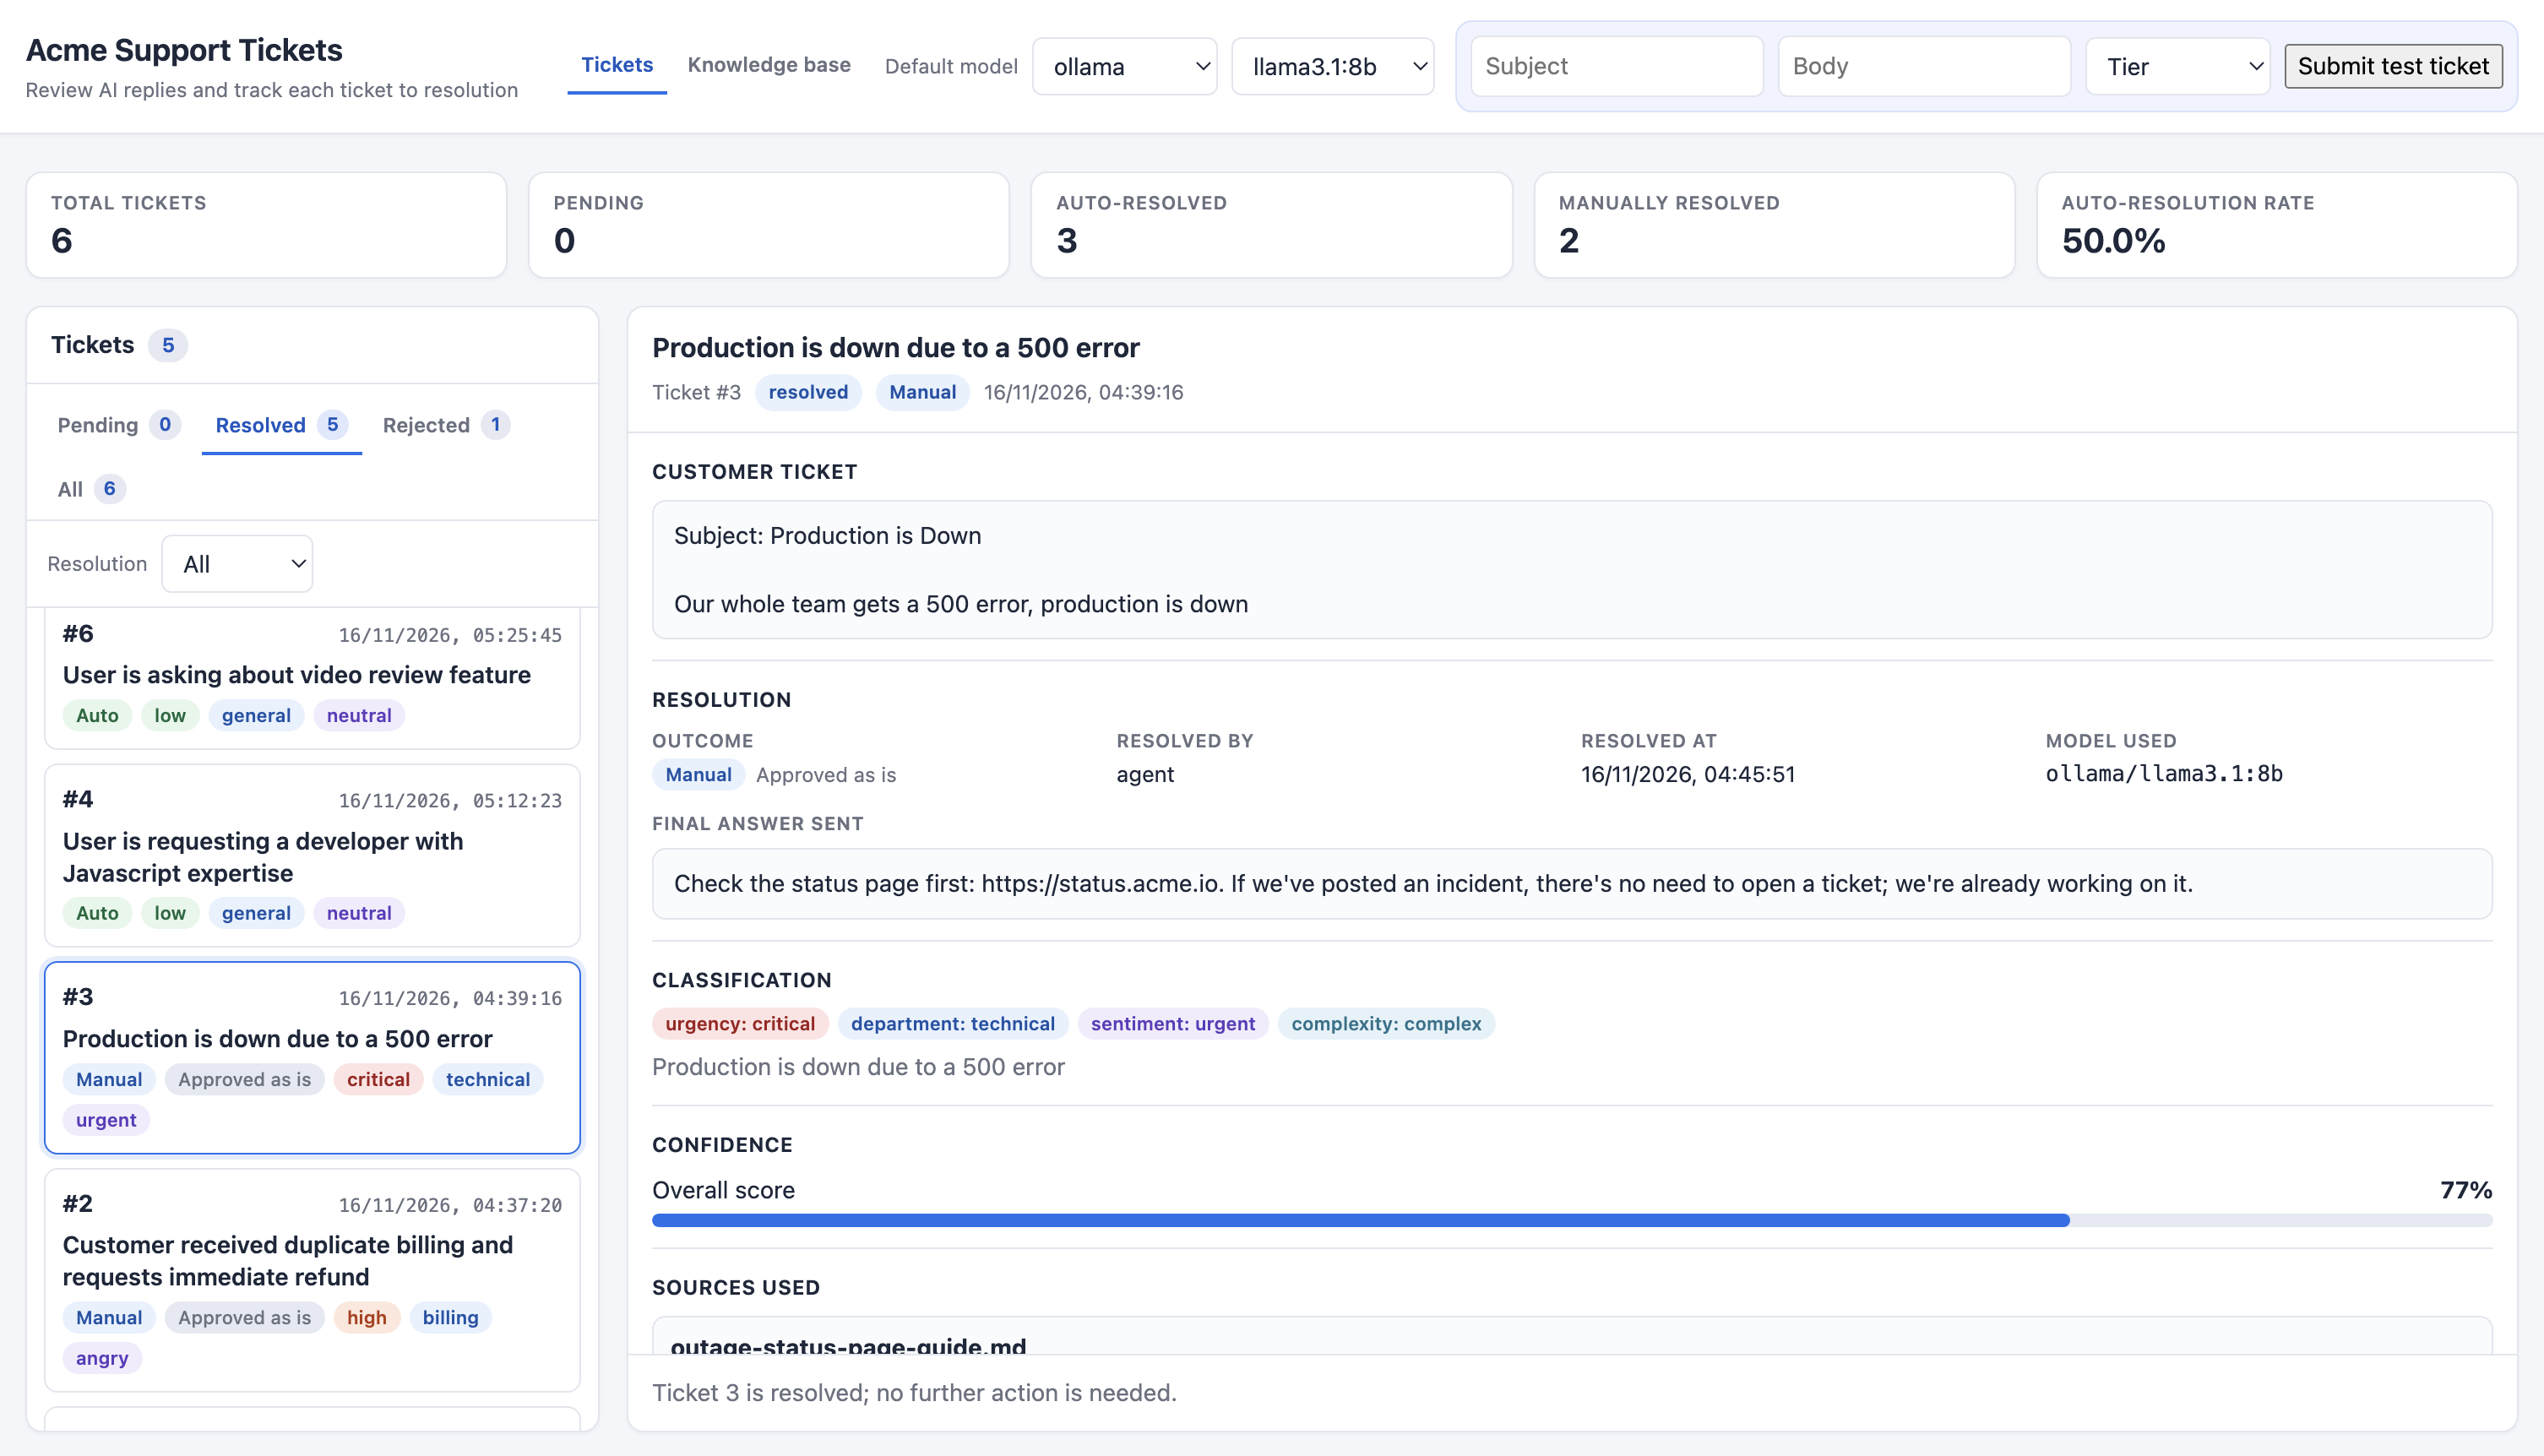 Acme Support Tickets
Review AI replies and track each ticket to resolution
Tickets
Knowledge base
Default model
ollama
llama3.1:8b
Subject
Body
Tier
Submit test ticket
TOTAL TICKETS
6
PENDING
0
AUTO-RESOLVED
3
MANUALLY RESOLVED
2
AUTO-RESOLUTION RATE
50.0%
Tickets 5
Pending 0
Resolved 5
Rejected 1
All 6
Resolution All
#6 16/11/2026, 05:25:45
User is asking about video review feature
Auto low general neutral
#4 16/11/2026, 05:12:23
User is requesting a developer with
Javascript expertise
Auto low general neutral
#3 16/11/2026, 04:39:16
Production is down due to a 500 error
Manual Approved as is critical technical
urgent
#2 16/11/2026, 04:37:20
Customer received duplicate billing and
requests immediate refund
Manual Approved as is high billing
angry
Production is down due to a 500 error
Ticket #3 resolved Manual 16/11/2026, 04:39:16
CUSTOMER TICKET
Subject: Production is Down
Our whole team gets a 500 error, production is down
RESOLUTION
OUTCOME
Manual Approved as is
RESOLVED BY
agent
RESOLVED AT
16/11/2026, 04:45:51
MODEL USED
ollama/llama3.1:8b
FINAL ANSWER SENT
Check the status page first: https://status.acme.io. If we've posted an incident, there's no need to open a ticket; we're already working on it.
CLASSIFICATION
urgency: critical department: technical sentiment: urgent complexity: complex
Production is down due to a 500 error
CONFIDENCE
Overall score 77%
SOURCES USED
outage-status-page-guide.md
Ticket 3 is resolved; no further action is needed.